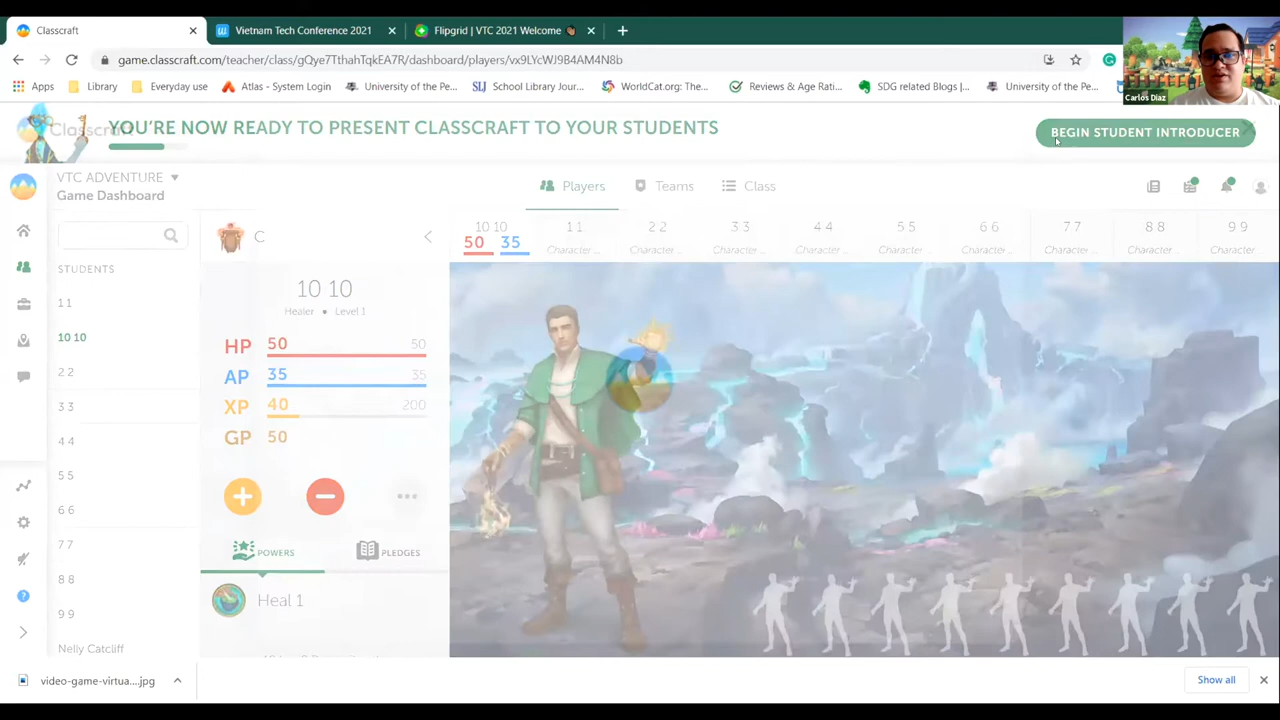 Classcraft
Vietnam Tech Conference 2021
Flipgrid | VTC 2021 Welcome
game.classcraft.com/teacher/class/gQye7TthahTqkEA7R/dashboard/players/vx9LYiW/9B4AM4N8b
Apps
Library
Everyday use
Atlas - System Login
University of the Pe...
School Library Jour...
WorldCat.org: The...
Reviews & Age Rati...
SDG related Blogs |...
University of the Pe...
Carlos Diaz
YOU'RE NOW READY TO PRESENT CLASSCRAFT TO YOUR STUDENTS
BEGIN STUDENT INTRODUCER
VTC ADVENTURE
Game Dashboard
Players
Teams
Class
STUDENTS
1 1
10 10
2 2
3 3
4 4
5 5
6 6
7 7
8 8
9 9
Nelly Catcliff
C
10 10
Healer • Level 1
HP 50 50
AP 35 35
XP 40 200
GP 50
POWERS
PLEDGES
Heal 1
10 10
50 35
1 1
Character ...
2 2
Character ...
3 3
Character ...
4 4
Character ...
5 5
Character ...
6 6
Character ...
7 7
Character ...
8 8
Character ...
9 9
Character ...
video-game-virtua....jpg
Show all